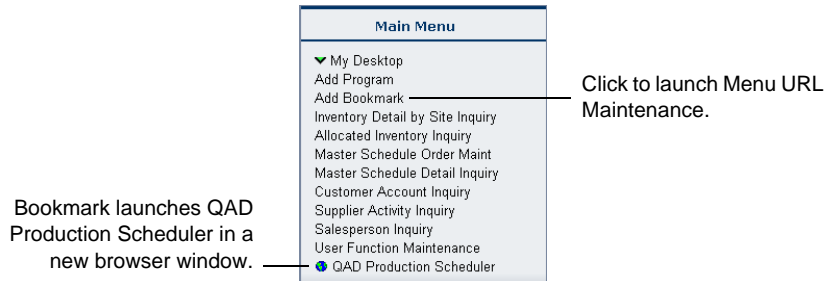 Main Menu
My Desktop
Add Program
Add Bookmark
Inventory Detail by Site Inquiry
Allocated Inventory Inquiry
Master Schedule Order Maint
Master Schedule Detail Inquiry
Customer Account Inquiry
Supplier Activity Inquiry
Salesperson Inquiry
User Function Maintenance
QAD Production Scheduler
Click to launch Menu URL
Maintenance.
Bookmark launches QAD
Production Scheduler in a
new browser window.